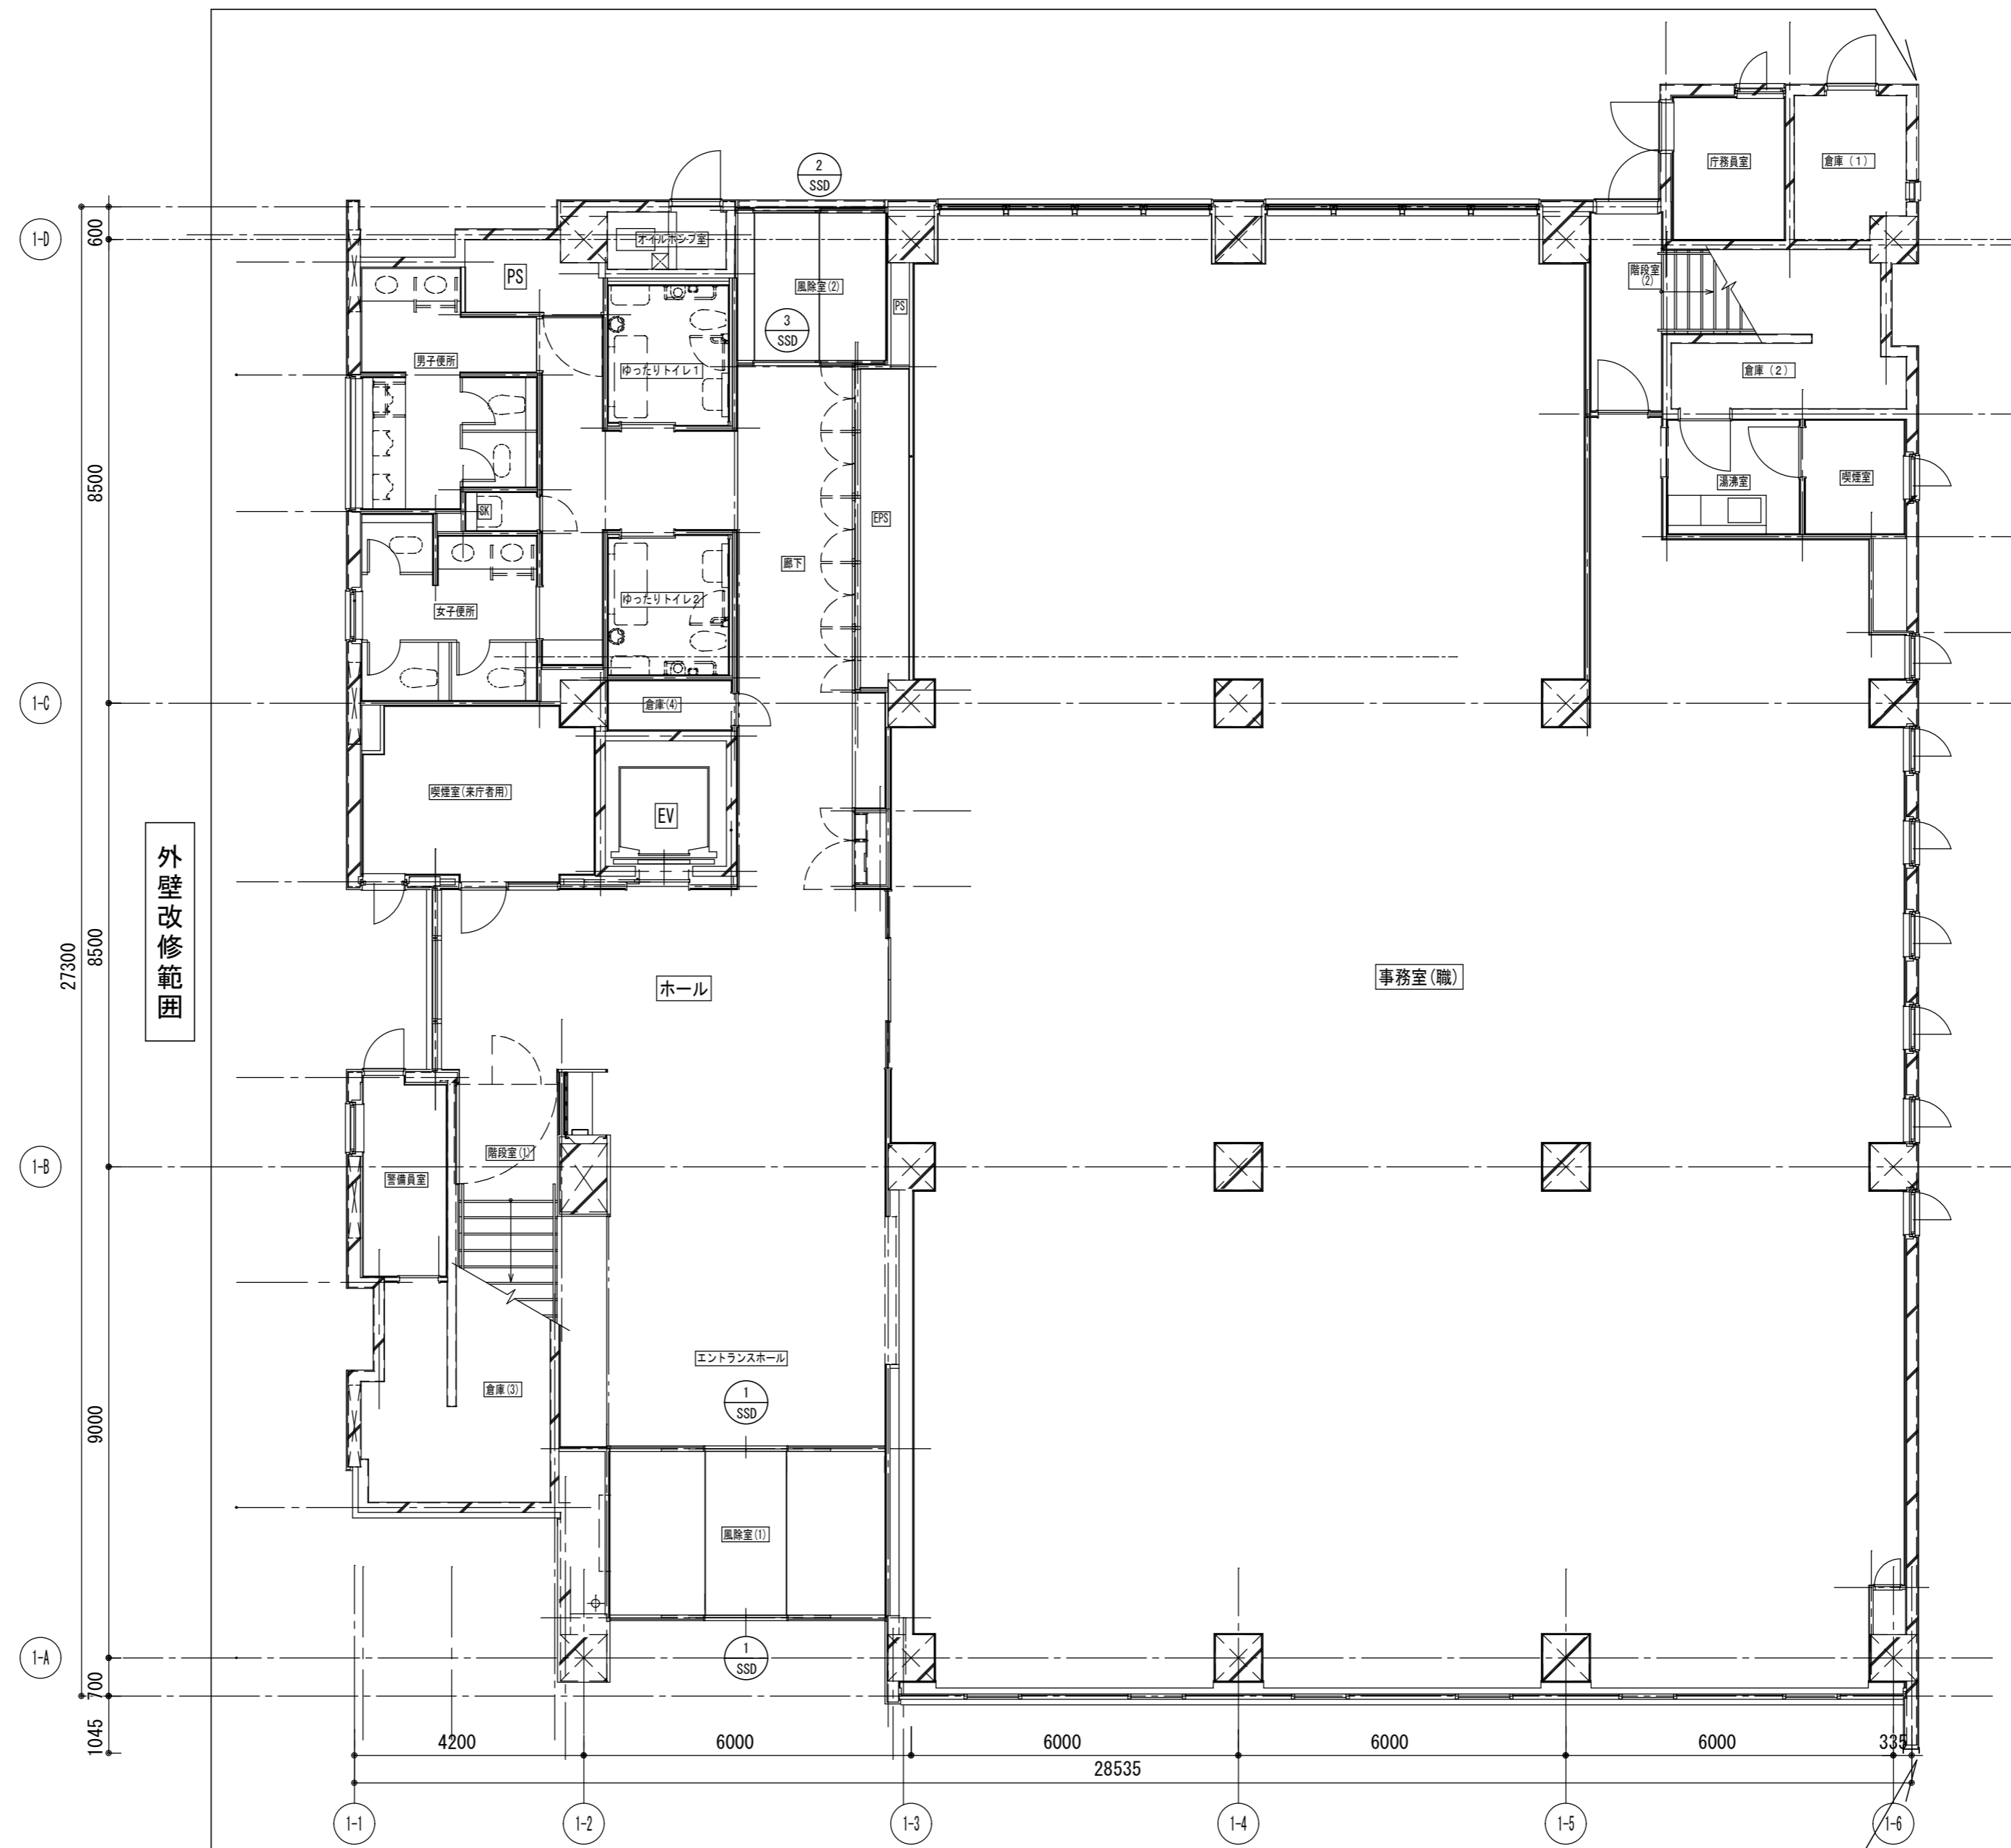 2
SSD
庁務員室
倉庫（1）
1-D
600
オイルポンプ室
PS
風除室(2)
階段室
(2)
PS
3
SSD
男子便所
ゆったりトイレ1
倉庫（2）
8500
SK
EPS
湯沸室
喫煙室
廊下
女子便所
ゆったりトイレ2
1-C
倉庫(4)
喫煙室(来庁者用)
EV
外壁改修範囲
27300
8500
ホール
事務室(職)
1-B
階段室(1)
警備員室
エントランスホール
倉庫(3)
1
SSD
9000
風除室(1)
1-A
1
SSD
700
1045
4200
6000
6000
6000
6000
335
28535
1-1
1-2
1-3
1-4
1-5
1-6